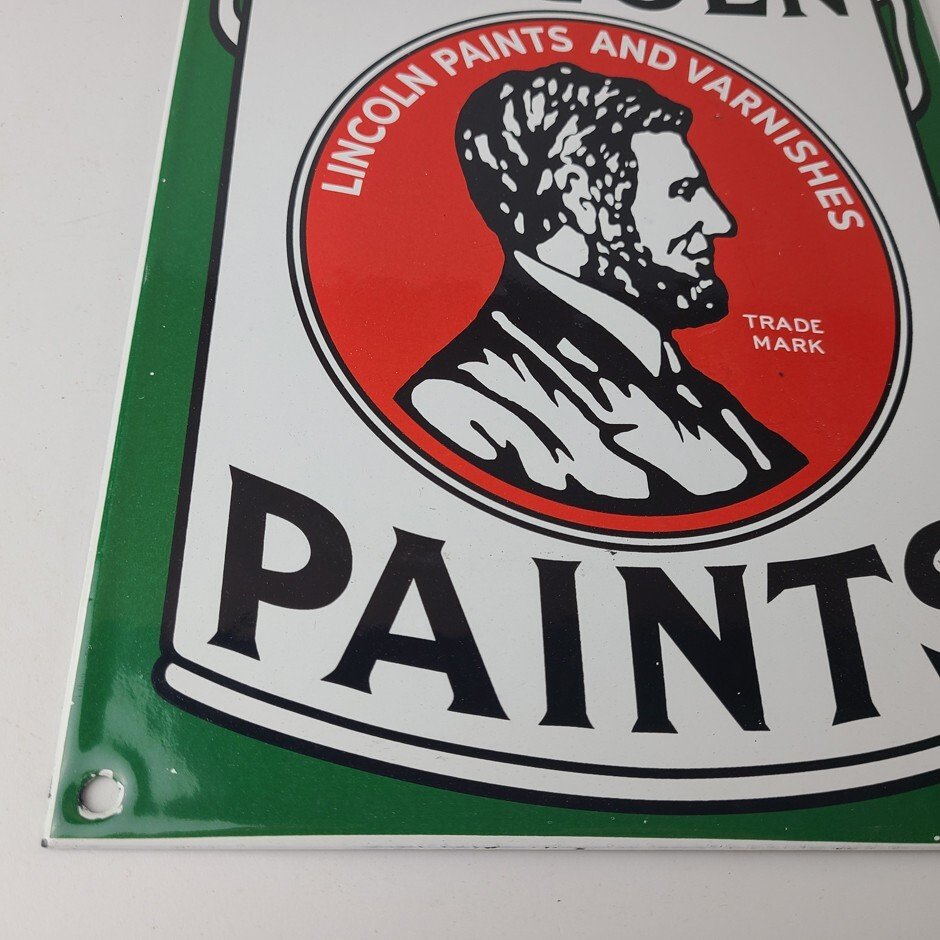 LINCOLN PAINTS AND VARNISHES
TRADE
MARK
PAINTS